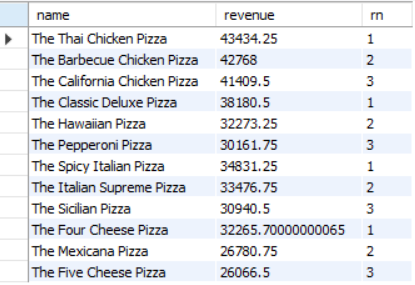 name revenue rn
The Thai Chicken Pizza 43434.25 1
The Barbecue Chicken Pizza 42768 2
The California Chicken Pizza 41409.5 3
The Classic Deluxe Pizza 38180.5 1
The Hawaiian Pizza 32273.25 2
The Pepperoni Pizza 30161.75 3
The Spicy Italian Pizza 34831.25 1
The Italian Supreme Pizza 33476.75 2
The Sicilian Pizza 30940.5 3
The Four Cheese Pizza 32265.70000000065 1
The Mexicana Pizza 26780.75 2
The Five Cheese Pizza 26066.5 3